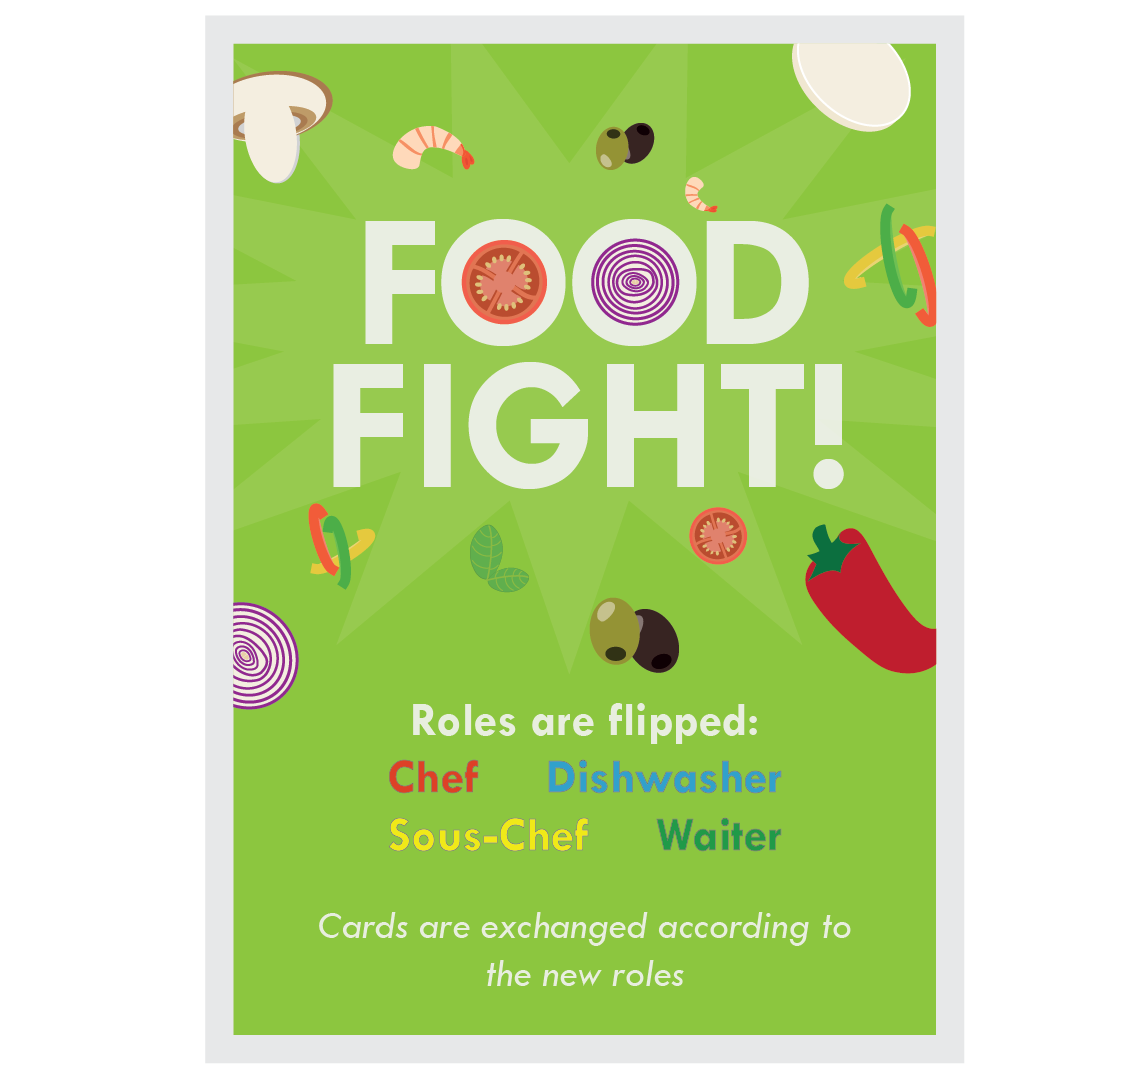 FOOD
FIGHT!
Roles are flipped:
Chef Dishwasher
Sous-Chef Waiter
Cards are exchanged according to
the new roles